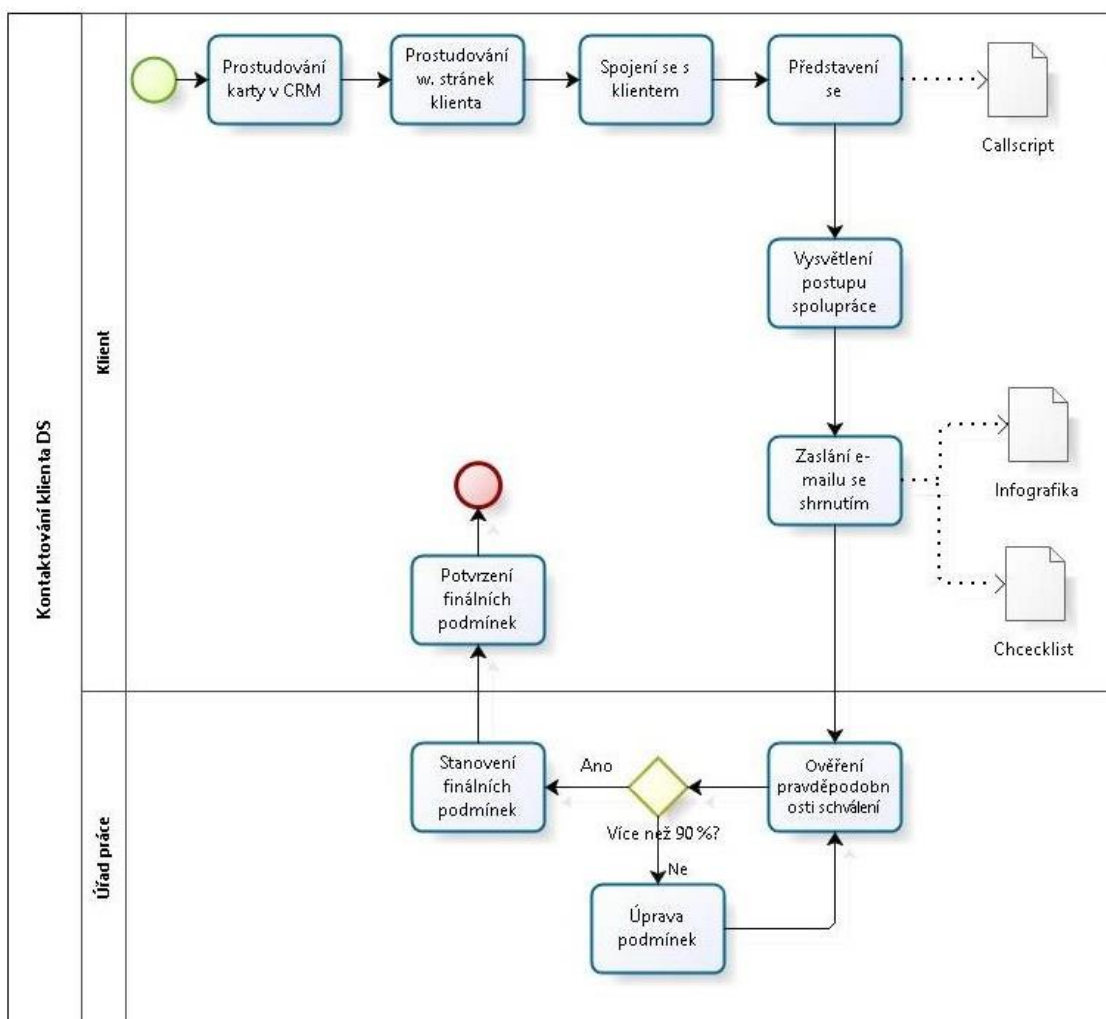 Kontaktování klienta DS
Klient
Prostudování
karty v CRM
Prostudování
w. stránek
klienta
Spojení se s
klientem
Představení
se
Callscript
Vysvětlení
postupu
spolupráce
Zaslání e-
mailu se
shrnutím
Infografika
Chcecklist
Potvrzení
finálních
podmínek
Úřad práce
Stanovení
finálních
podmínek
Ano
Více než 90 %?
Ne
Ověření
pravděpodobn
osti schválení
Úprava
podmínek